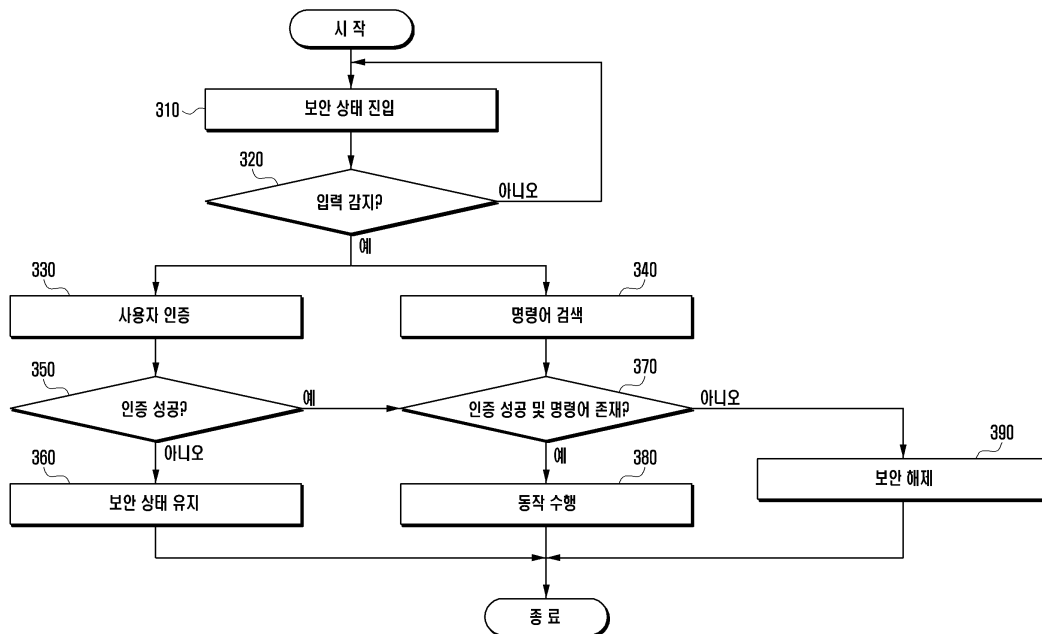 시 작
310
보안 상태 진입
320
입력 감지?
아니오
예
330
사용자 인증
340
명령어 검색
350
인증 성공?
예
370
인증 성공 및 명령어 존재?
아니오
아니오
예
360
보안 상태 유지
380
동작 수행
390
보안 해제
종 료